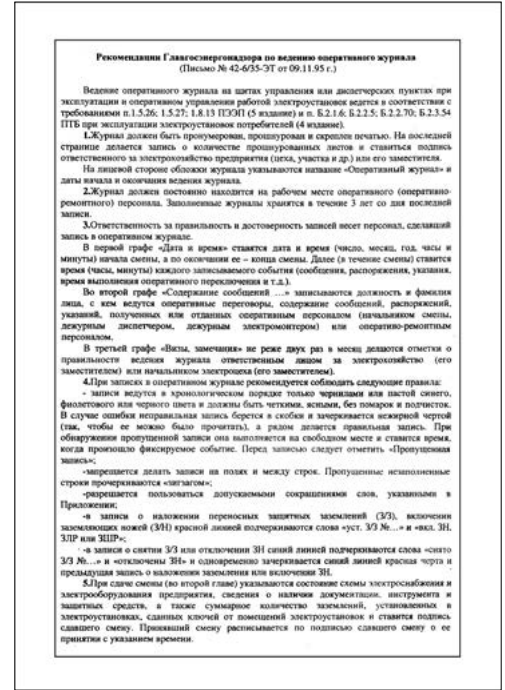 Рекомендации Главгосэнергонадзора по ведению оперативного журнала
(Письмо № 42-6/35-ЭТ от 09.11.95 г.)
Ведение оперативного журнала на щитах управления или диспетчерских пунктах при
эксплуатации и оперативном управлении работой электроустановок ведется в соответствии с
требованиями п.1.5.26; 1.5.27; 1.8.13 ПЭЭП (5 издание) и п. Б.2.1.6; Б.2.2.5; Б.2.2.70; Б.2.3.54
ПТБ при эксплуатации электроустановок потребителей (4 издание).
1.Журнал должен быть пронумерован, прошнурован и скреплен печатью. На последней
странице делается запись о количестве прошнурованных листов и ставиться подпись
ответственного за электрохозяйство предприятия (цеха, участка и др.) или его заместителя.
На лицевой стороне обложки журнала указываются название «Оперативный журнал» и
даты начала и окончания ведения журнала.
2.Журнал должен постоянно находится на рабочем месте оперативного (оперативно-
ремонтного) персонала. Заполненные журналы хранятся в течение 3 лет со дня последней
записи.
3.Ответственность за правильность и достоверность записей несет персонал, сделавший
запись в оперативном журнале.
В первой графе «Дата и время» ставятся дата и время (число, месяц, год, часы и
минуты) начала смены, а по окончании ее – конца смены. Далее (в течение смены) ставится
время (часы, минуты) каждого записываемого события (сообщения, распоряжения, указания,
время выполнения оперативного переключения и т.д.).
Во второй графе «Содержание сообщений ...» записываются должность и фамилия
лица, с кем ведутся оперативные переговоры, содержание сообщений, распоряжений,
указаний, полученных или отданных оперативным персоналом (начальником смены,
дежурным диспетчером, дежурным электромонтером) или оперативно-ремонтным
персоналом.
В третьей графе «Визы, замечания» не реже двух раз в месяц делаются отметки о
правильности ведения журнала ответственным лицом за электрохозяйство (его
заместителем) или начальником электроцеха (его заместителем).
4.При записях в оперативном журнале рекомендуется соблюдать следующие правила:
- записи ведутся в хронологическом порядке только чернилами или пастой синего,
фиолетового или черного цвета и должны быть четкими, ясными, без помарок и подчисток.
В случае ошибки неправильная запись берется в скобки и зачеркивается нежирной чертой
(так, чтобы ее можно было прочитать), а рядом делается правильная запись. При
обнаружении пропущенной записи она выполняется на свободном месте и ставится время,
когда произошло фиксируемое событие. Перед записью следует отметить «Пропущенная
запись»;
-запрещается делать записи на полях и между строк. Пропущенные незаполненные
строки прочеркиваются «зигзагом»;
-разрешается пользоваться допускаемыми сокращениями слов, указанными в
Приложении;
-в записи о наложении переносных защитных заземлений (З/З), включении
заземляющих ножей (З/Н) красной линией подчеркиваются слова «уст. З/З №...» и «вкл. ЗН,
ЗЛР или ЗШР»;
-в записи о снятии З/З или отключении ЗН синий линией подчеркиваются слова «снято
З/З №...» и «отключены ЗН» и одновременно зачеркивается синий линией красная черта и
предыдущая запись о наложении заземления или включении ЗН.
5.При сдаче смены (во второй главе) указываются состояние схемы электроснабжения и
электрооборудования предприятия, сведения о наличии документации, инструмента и
защитных средств, а также суммарное количество заземлений, установленных в
электроустановках, сданных ключей от помещений электроустановок и ставится подпись
сдавшего смену. Принявший смену расписывается по подписью сдавшего смену о ее
принятии с указанием времени.